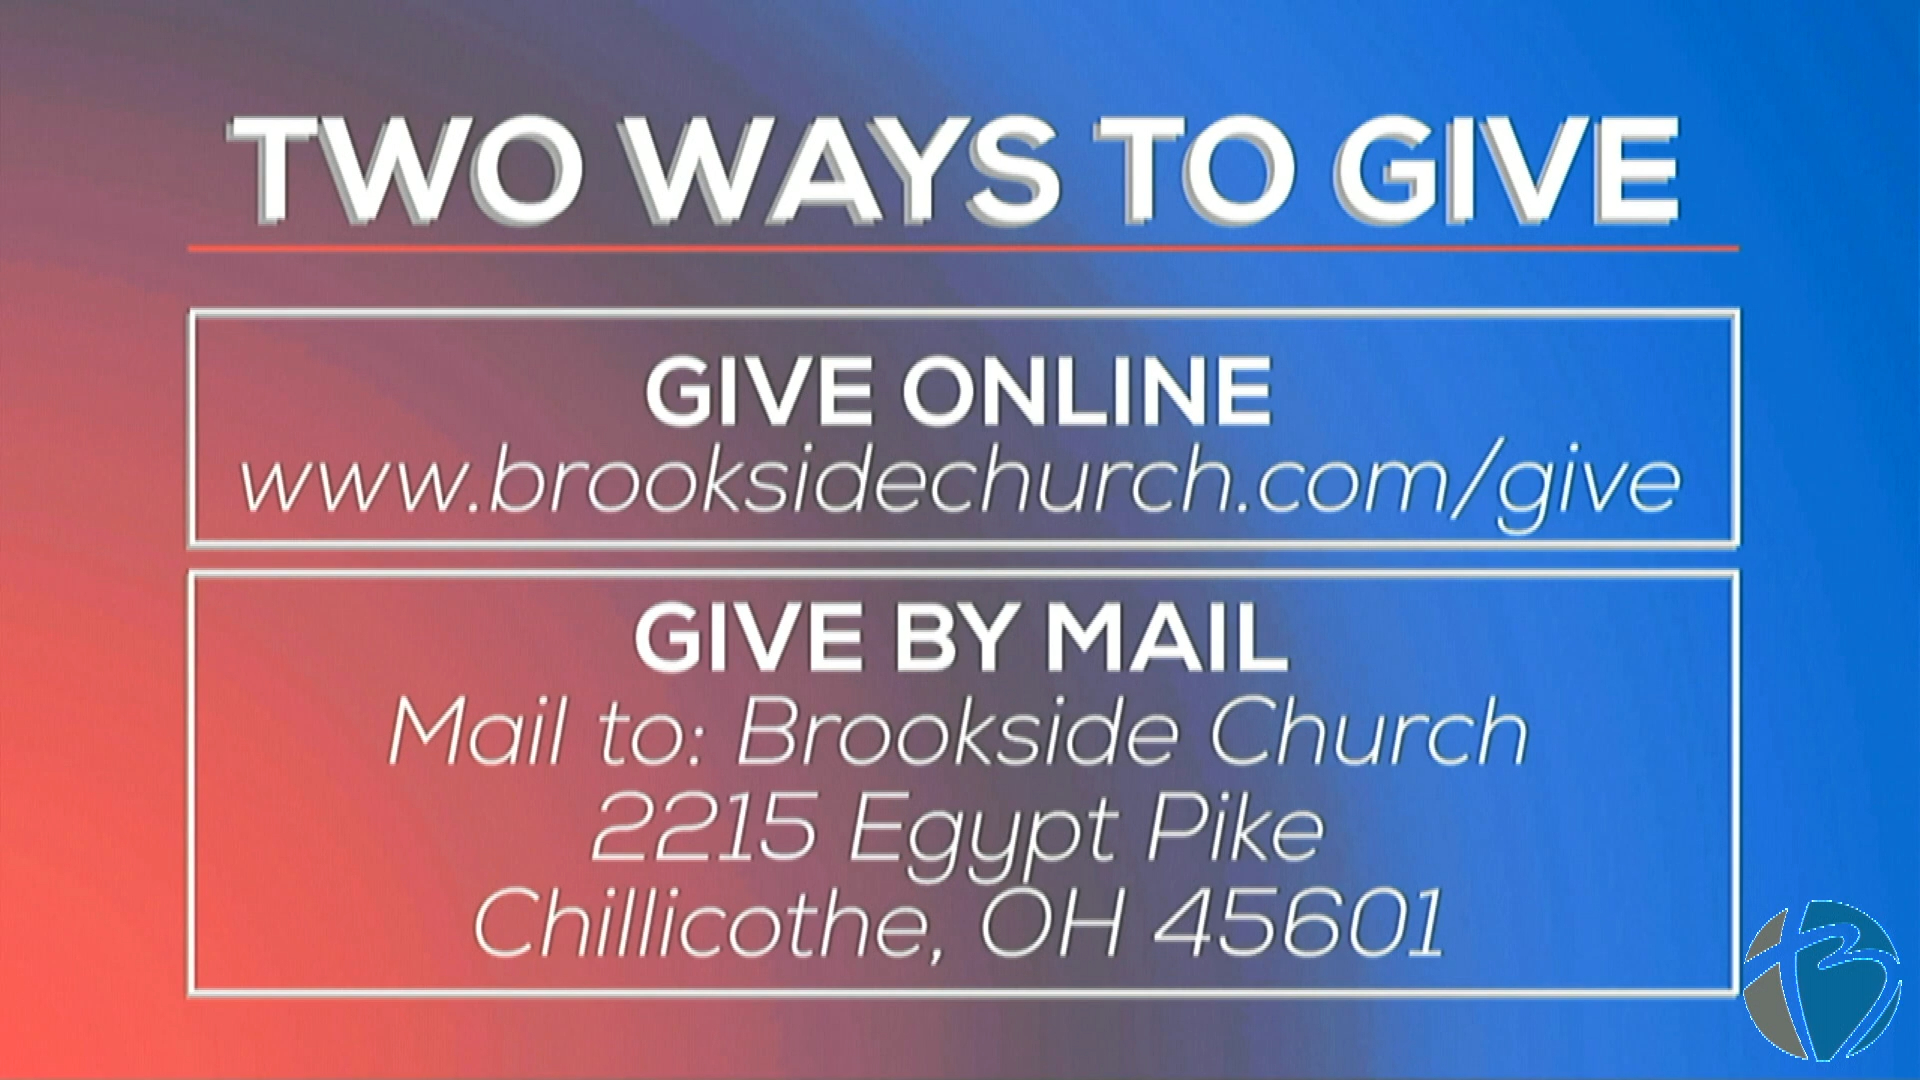 TWO WAYS TO GIVE
GIVE ONLINE
www.brooksidechurch.com/give
GIVE BY MAIL
Mail to: Brookside Church
2215 Egypt Pike
Chillicothe, OH 45601
B